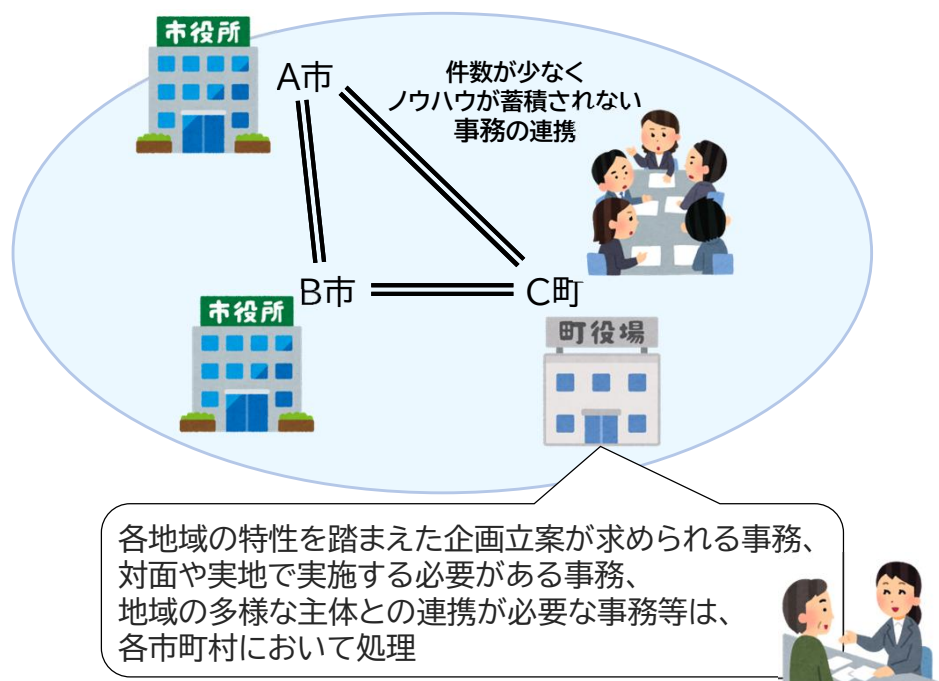 市役所
A市
件数が少なく
ノウハウが蓄積されない
事務の連携
B市
C町
市役所
町役場
各地域の特性を踏まえた企画立案が求められる事務、
対面や実地で実施する必要がある事務、
地域の多様な主体との連携が必要な事務等は、
各市町村において処理